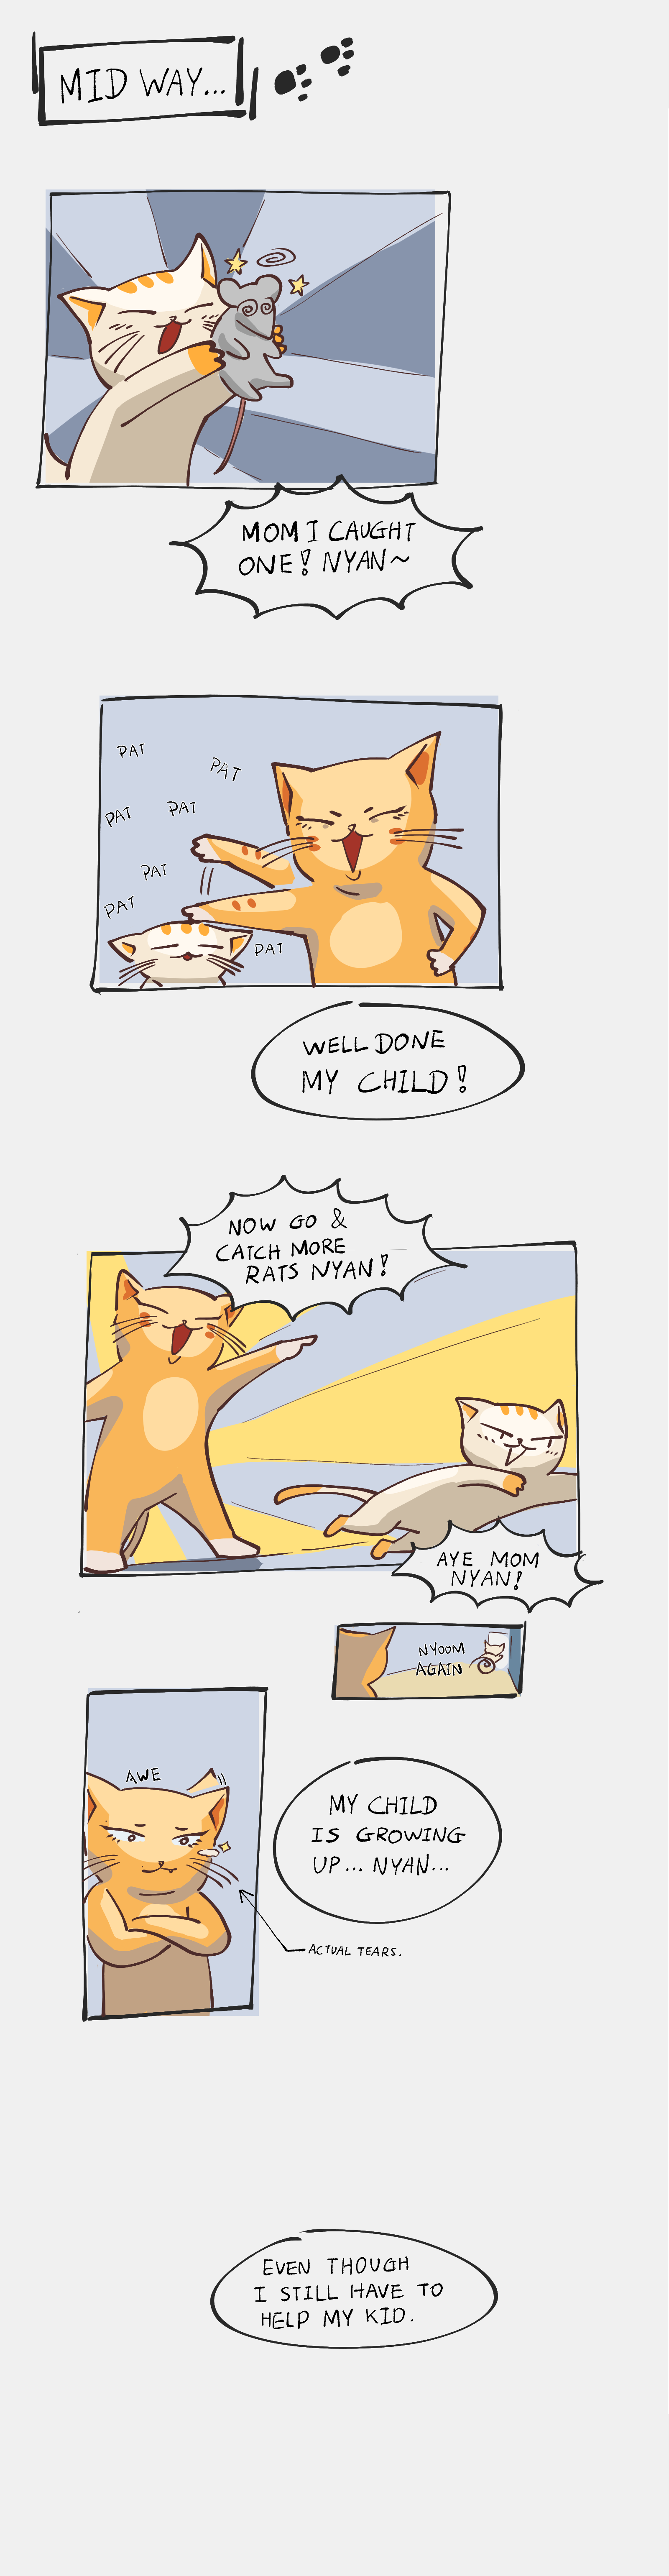 MID WAY...
MOM I CAUGHT
ONE! NYAN~
PAT
PAT
PAT
PAT
PAT
PAT
PAT
WELL DONE
MY CHILD!
NOW GO &
CATCH MORE
RATS NYAN!
AYE MOM
NYAN!
NYOOM
AGAIN
AWE
MY CHILD
IS GROWING
UP... NYAN...
ACTUAL TEARS.
EVEN THOUGH
I STILL HAVE TO
HELP MY KID.